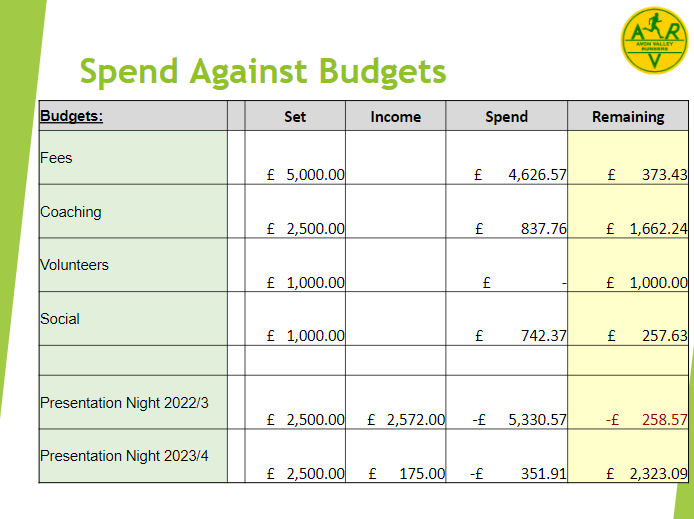 A R
AVON VALLEY
RUNNERS
V
Spend Against Budgets
Budgets: Set Income Spend Remaining
Fees £ 5,000.00 £ 4,626.57 £ 373.43
Coaching £ 2,500.00 £ 837.76 £ 1,662.24
Volunteers £ 1,000.00 £ - £ 1,000.00
Social £ 1,000.00 £ 742.37 £ 257.63
Presentation Night 2022/3 £ 2,500.00 £ 2,572.00 -£ 5,330.57 -£ 258.57
Presentation Night 2023/4 £ 2,500.00 £ 175.00 -£ 351.91 £ 2,323.09